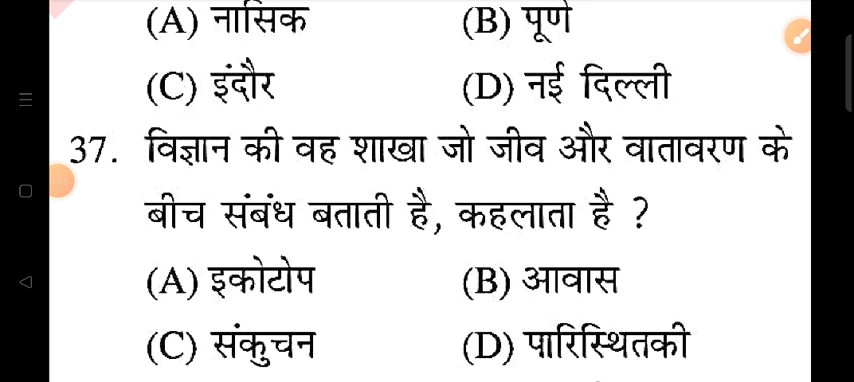 (A) नासिक (B) पूणे
(C) इंदौर (D) नई दिल्ली
37. विज्ञान की वह शाखा जो जीव और वातावरण के
बीच संबंध बताती है, कहलाता है ?
(A) इकोटोप (B) आवास
(C) संकुचन (D) पारिस्थितकी